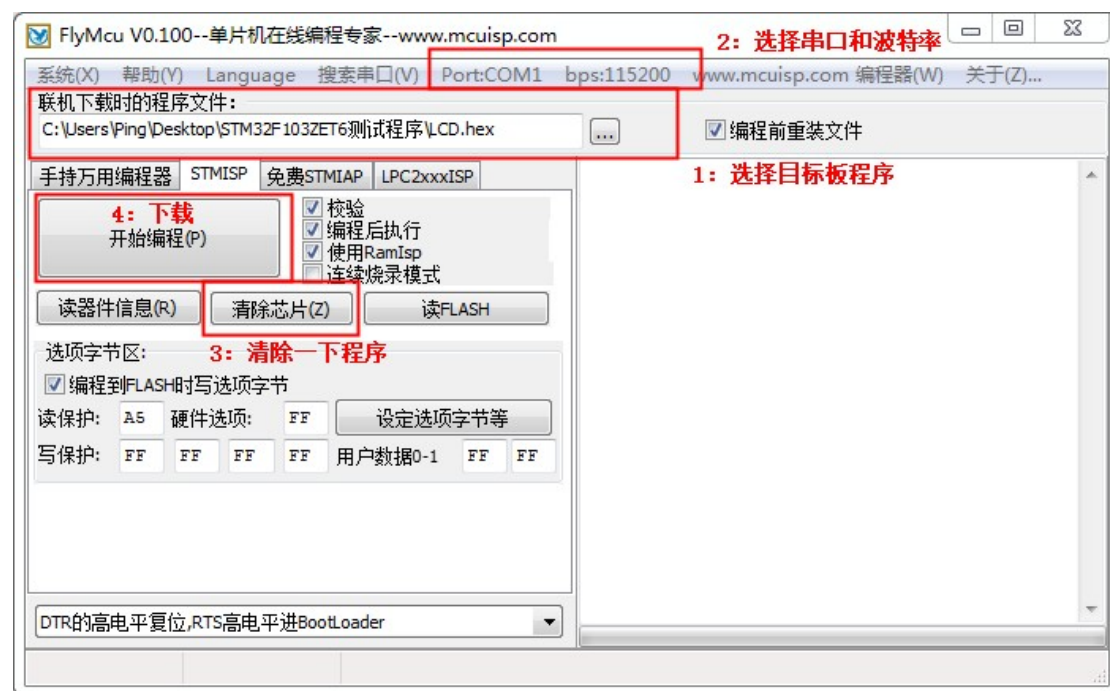 FlyMcu V0.100--单片机在线编程专家--www.mcuisp.com
2: 选择串口和波特率
系统(X) 帮助(Y) Language 搜索串口(V) Port:COM1 bps:115200 www.mcuisp.com 编程器(W) 关于(Z)...
联机下载时的程序文件:
C:\Users\Ping\Desktop\STM32F103ZET6测试程序\LCD.hex ... 编程前重装文件
1: 选择目标板程序
手持万用编程器 STMISP 免费STMIAP LPC2xxxISP
4: 下载
开始编程(P)
校验
编程后执行
使用RamIsp
连续烧录模式
读器件信息(R) 清除芯片(Z) 读FLASH
3: 清除一下程序
选项字节区:
编程到FLASH时写选项字节
读保护: A5 硬件选项: FF 设定选项字节等
写保护: FF FF FF FF 用户数据0-1 FF FF
DTR的高电平复位,RTS高电平进BootLoader